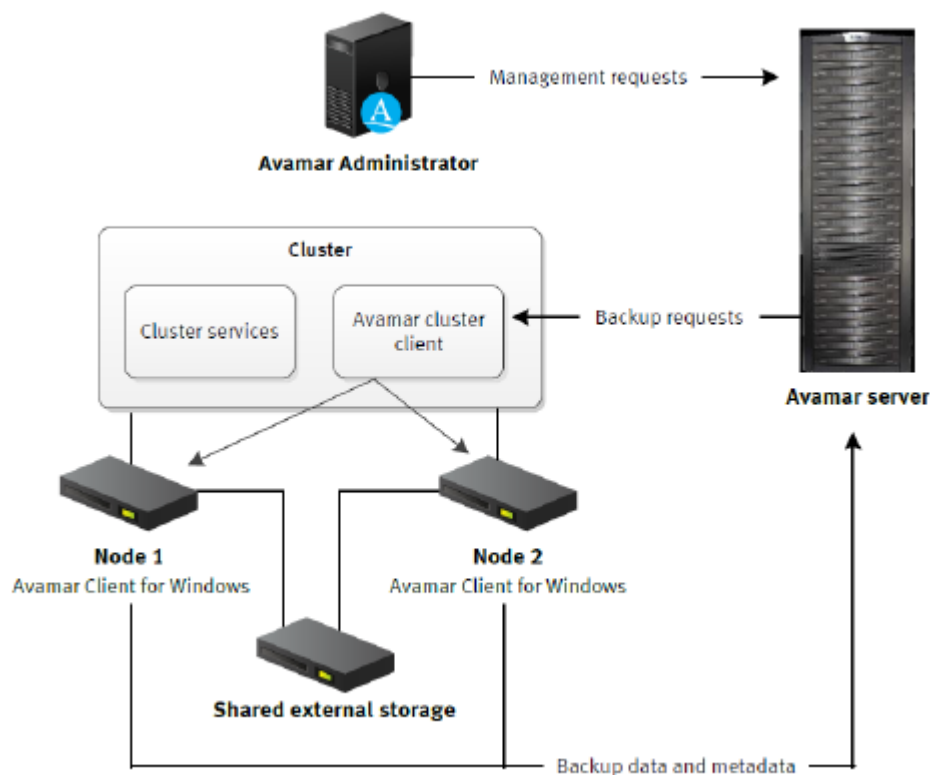 Management requests
Avamar Administrator
Cluster
Cluster services
Avamar cluster
client
Backup requests
Avamar server
Node 1
Avamar Client for Windows
Node 2
Avamar Client for Windows
Shared external storage
Backup data and metadata